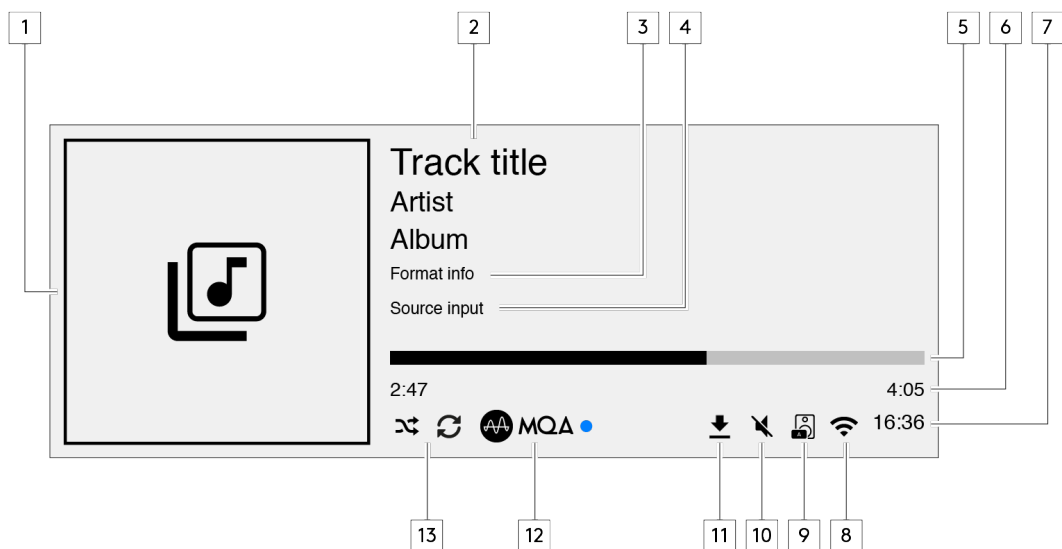 1 2 3 4 5 6 7
Track title
Artist
Album
Format info
Source input
2:47 4:05
MQA A 16:36
13 12 11 10 9 8